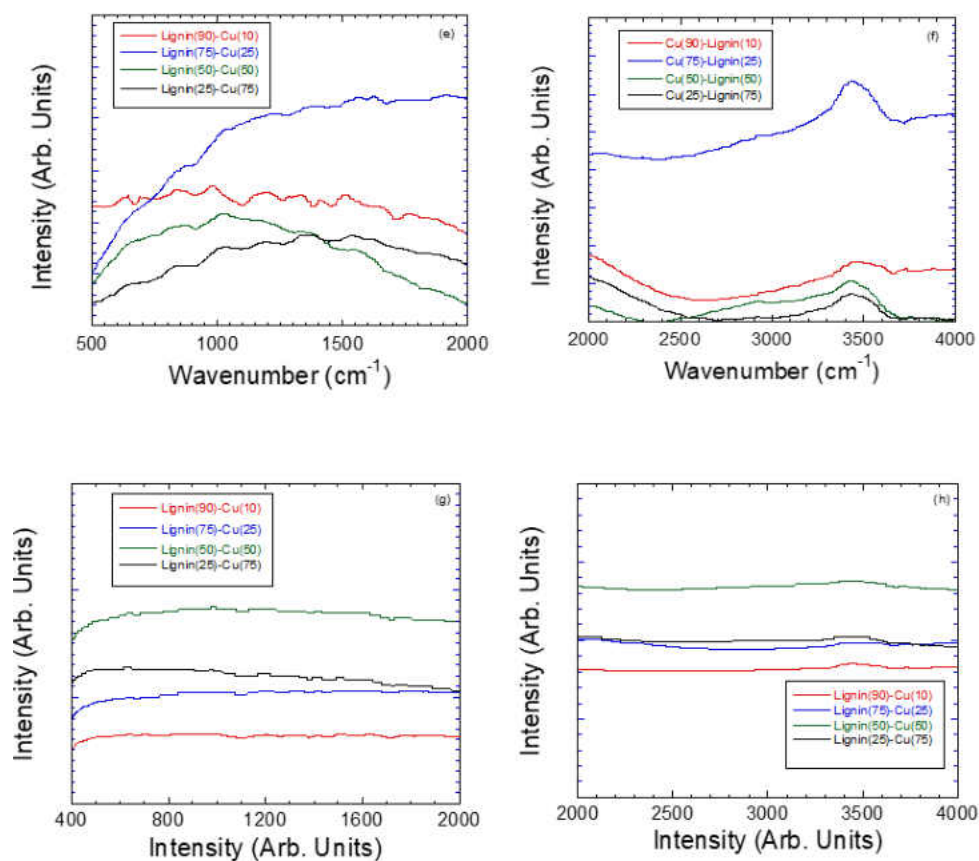 (e)
Lignin(90)-Cu(10)
Lignin(75)-Cu(25)
Lignin(50)-Cu(50)
Lignin(25)-Cu(75)
Intensity (Arb. Units)
500 1000 1500 2000
Wavenumber (cm-1)
(f)
Cu(90)-Lignin(10)
Cu(75)-Lignin(25)
Cu(50)-Lignin(50)
Cu(25)-Lignin(75)
Intensity (Arb. Units)
2000 2500 3000 3500 4000
Wavenumber (cm-1)
(g)
Lignin(90)-Cu(10)
Lignin(75)-Cu(25)
Lignin(50)-Cu(50)
Lignin(25)-Cu(75)
Intensity (Arb. Units)
400 800 1200 1600 2000
Intensity (Arb. Units)
(h)
Intensity (Arb. Units)
Lignin(90)-Cu(10)
Lignin(75)-Cu(25)
Lignin(50)-Cu(50)
Lignin(25)-Cu(75)
2000 2500 3000 3500 4000
Intensity (Arb. Units)